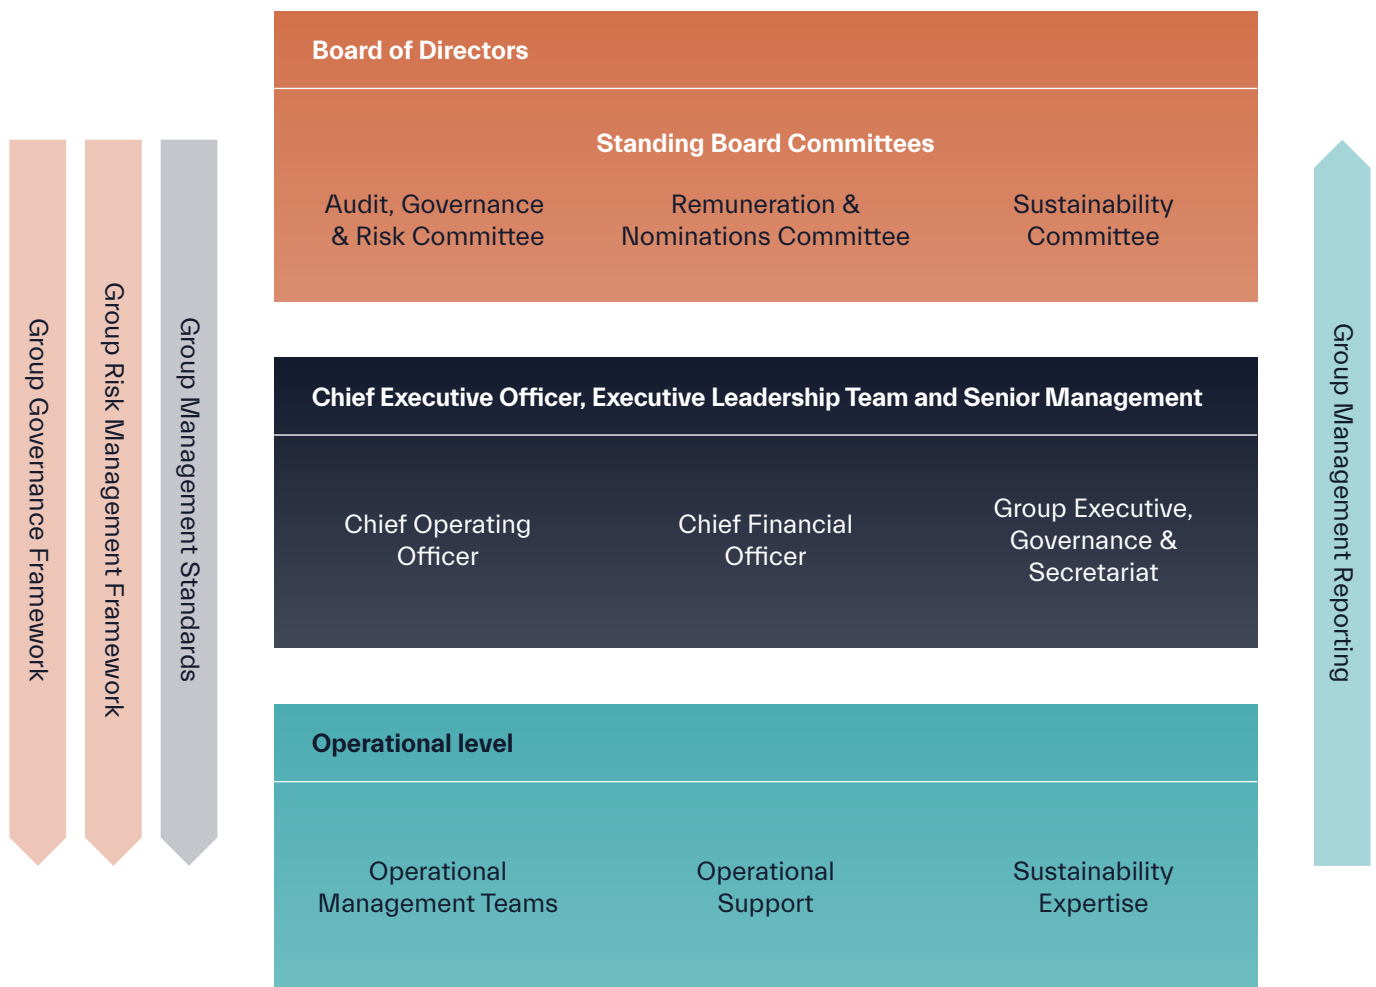 Board of Directors
Standing Board Committees
Audit, Governance
& Risk Committee
Remuneration &
Nominations Committee
Sustainability
Committee
Group Governance Framework
Group Risk Management Framework
Group Management Standards
Chief Executive Officer, Executive Leadership Team and Senior Management
Chief Operating
Officer
Chief Financial
Officer
Group Executive,
Governance &
Secretariat
Group Management Reporting
Operational level
Operational
Management Teams
Operational
Support
Sustainability
Expertise